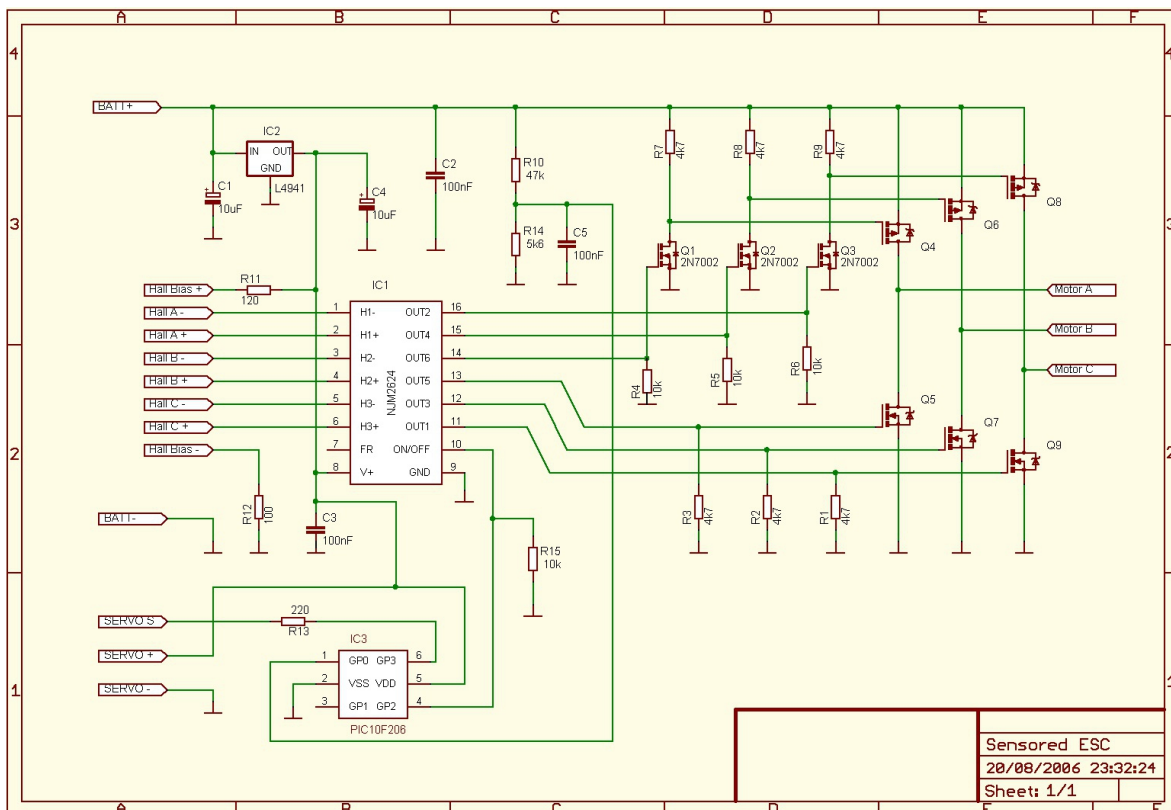 A B C D E F
4 4
BATT+
IC2
IN OUT
GND
L4941
C1
10uF
C4
10uF
C2
100nF
R10
47k
R14
5k6
C5
100nF
R7
4k7
R8
4k7
R9
4k7
Q1
2N7002
Q2
2N7002
Q3
2N7002
Q4
Q6
Q8
3 3
Hall Bias +
R11
120
Hall A -
Hall A +
Hall B -
Hall B +
Hall C -
Hall C +
Hall Bias -
IC1
1 H1- OUT2 16
2 H1+ OUT4 15
3 H2- OUT6 14
4 H2+ OUT5 13
5 H3- OUT3 12
6 H3+ OUT1 11
7 FR ON/OFF 10
8 V+ GND 9
NJM2624
R4
10k
R5
10k
R6
10k
Motor A
Motor B
Motor C
Q5
Q7
Q9
2 2
R12
100
C3
100nF
R3
4k7
R2
4k7
R1
4k7
BATT-
R15
10k
SERVO S
220
R13
SERVO +
SERVO -
IC3
1 GP0 GP3 6
2 VSS VDD 5
3 GP1 GP2 4
PIC10F206
1 1
Sensored ESC
20/08/2006 23:32:24
Sheet: 1/1
A B C D E F